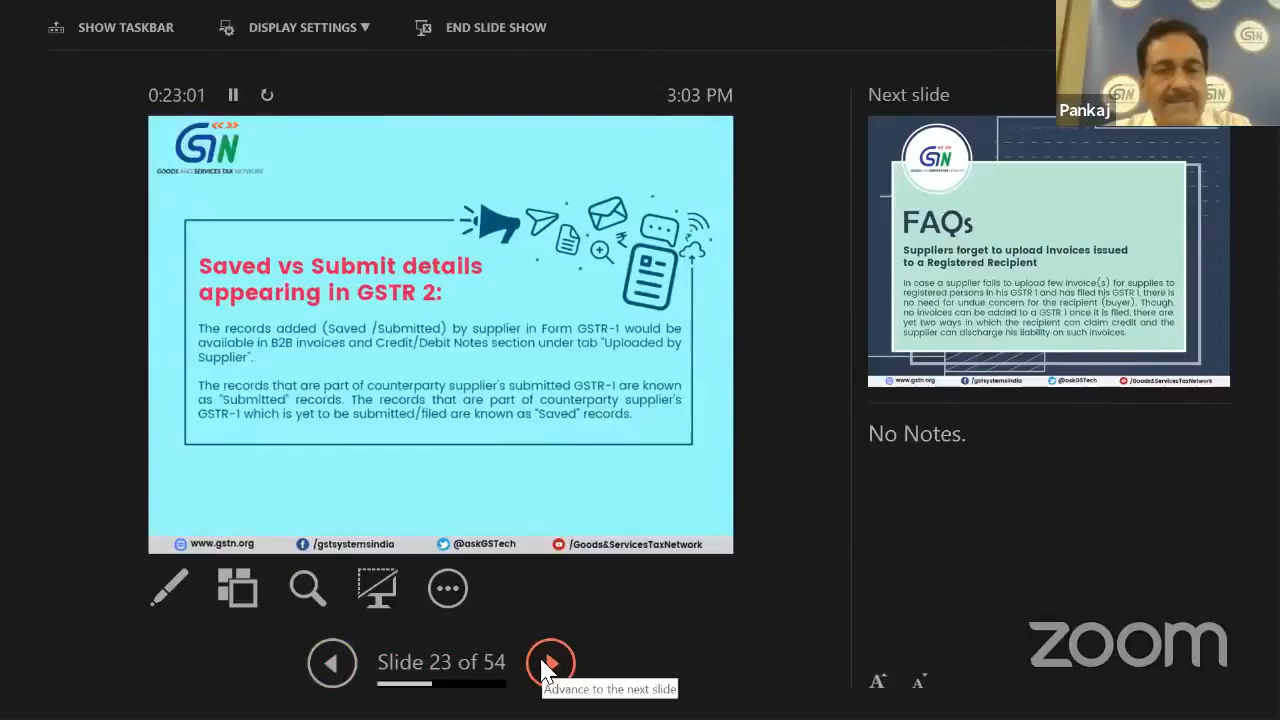 SHOW TASKBAR
DISPLAY SETTINGS ▼
END SLIDE SHOW
0:23:01
3:03 PM
Next slide
Pankaj
GSTN
GOODS AND SERVICES TAX NETWORK
Saved vs Submit details
appearing in GSTR 2:
The records added (Saved /Submitted) by supplier in Form GSTR-1 would be
available in B2B invoices and Credit/Debit Notes section under tab "Uploaded by
Supplier".
The records that are part of counterparty supplier's submitted GSTR-1 are known
as "Submitted" records. The records that are part of counterparty supplier's
GSTR-1 which is yet to be submitted/filed are known as "Saved" records.
www.gstn.org
/gstsystemsindia
@askGSTech
/Goods&ServicesTaxNetwork
FAQs
Suppliers forget to upload invoices issued
to a Registered Recipient
In case a supplier fails to upload few invoice(s) for supplies to
registered persons in his GSTR 1 and has filed his GSTR 1, there is
no need for undue concern for the recipient (buyer). Though,
no invoices can be added to a GSTR 1 once it is filed, there are
yet two ways in which the recipient can claim credit and the
supplier can discharge his liability on such invoices.
www.gstn.org
/gstsystemsindia
@askGSTech
/Goods&ServicesTaxNetwork
No Notes.
Slide 23 of 54
Advance to the next slide
A A
zoom